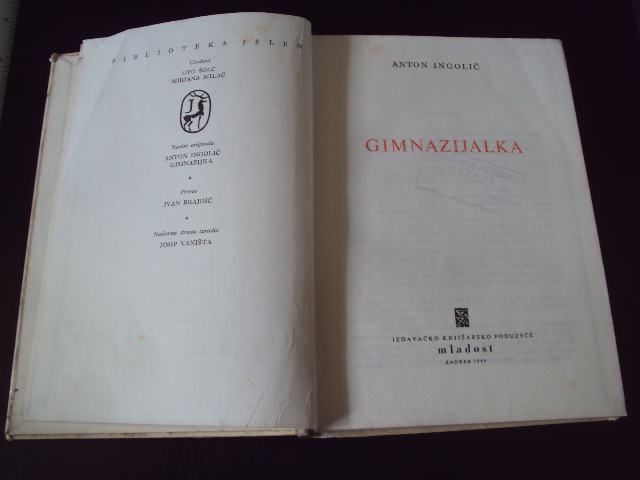 BIBLIOTEKA JELEN
Urednici
OTO ŠOLC
MIRJANA MILAČ
J
Naslov originala
ANTON INGOLIČ
GIMNAZIJKA
Preveo
IVAN BRAJDIĆ
Naslovnu stranu izradio
JOSIP VANIŠTA
ANTON INGOLIČ
GIMNAZIJALKA
IZDAVAČKO KNJIŽARSKO PODUZEĆE
mladost
ZAGREB